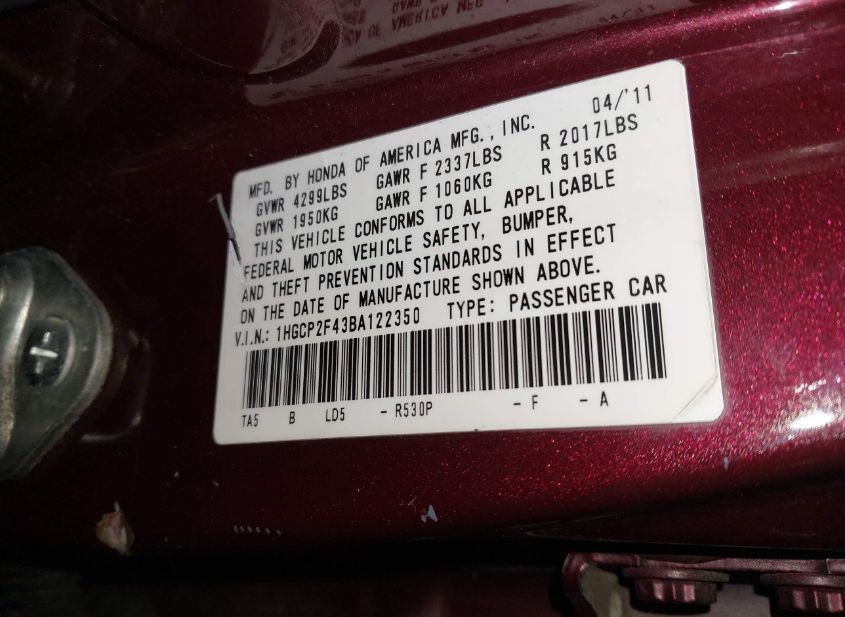 04/'11
MFD. BY HONDA OF AMERICA MFG., INC.
GVWR 4299LBS GAWR F 2337LBS R 2017LBS
GVWR 1950KG GAWR F 1060KG R 915KG
THIS VEHICLE CONFORMS TO ALL APPLICABLE
FEDERAL MOTOR VEHICLE SAFETY, BUMPER,
AND THEFT PREVENTION STANDARDS IN EFFECT
ON THE DATE OF MANUFACTURE SHOWN ABOVE.
V.I.N.: 1HGCP2F43BA122350 TYPE: PASSENGER CAR
TA5 B LD5 - R530P - F - A